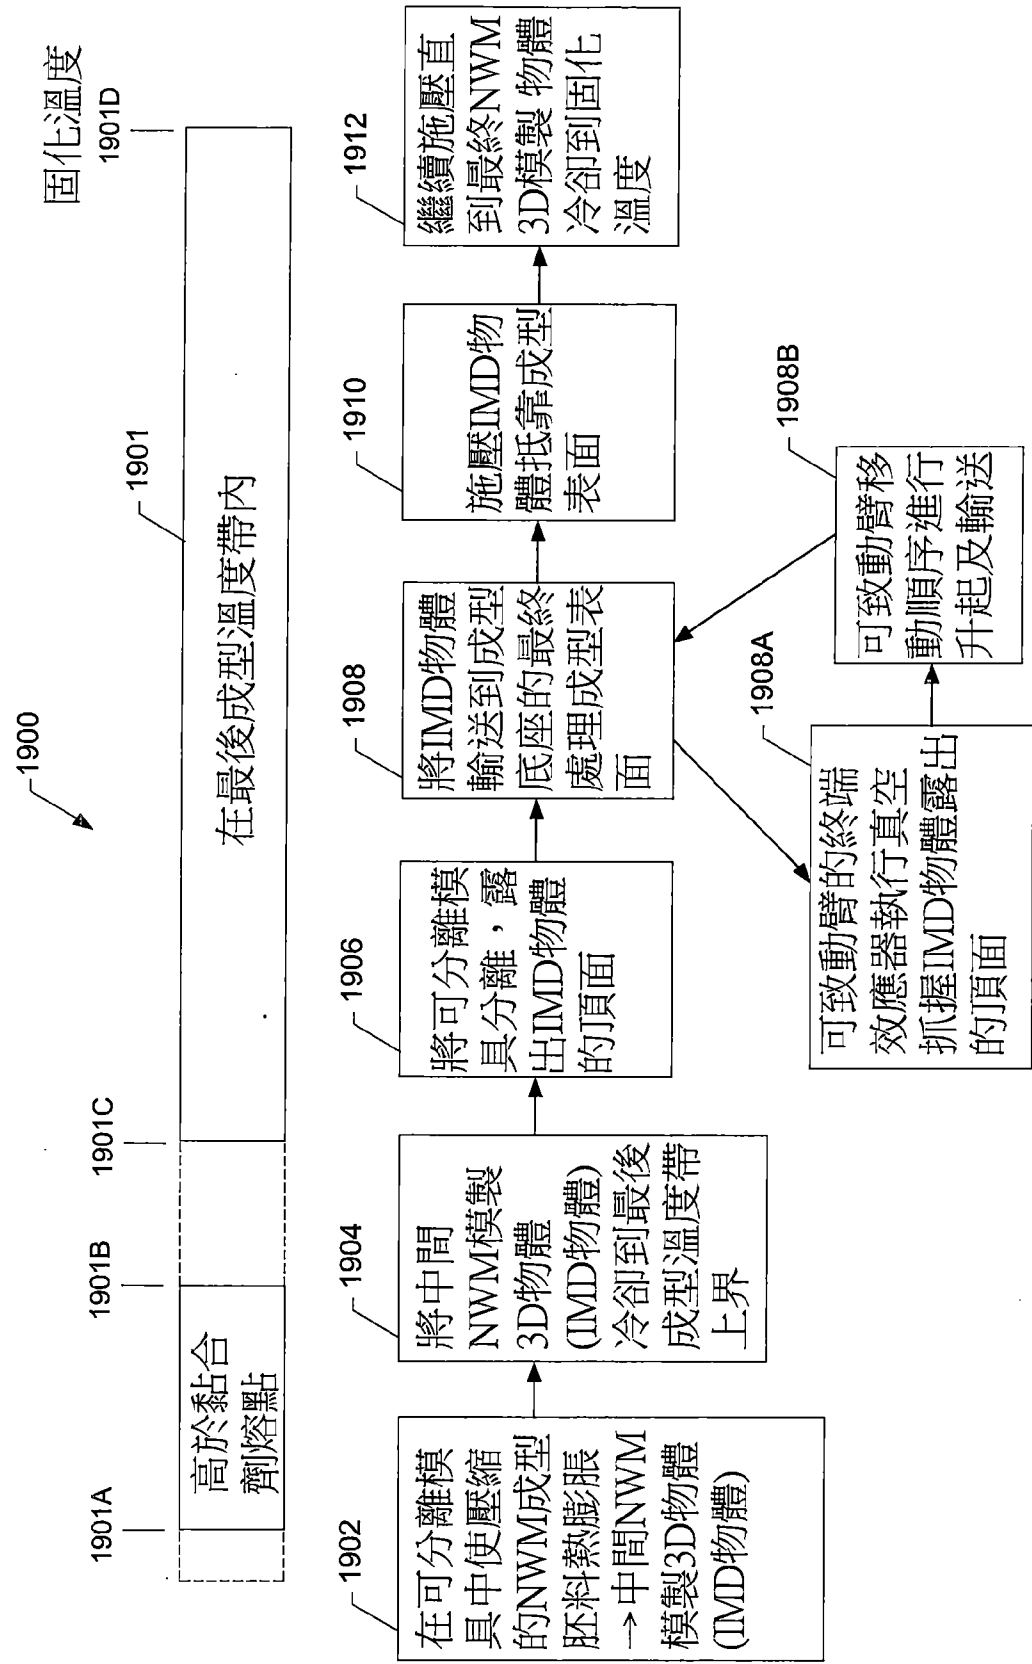 1900
固化溫度
1901A
1901B
1901C
1901
1901D
高於黏合
劑熔點
在最後成型溫度帶內
1902
在可分離模
具中使壓縮
的NWM成型
胚料熱膨脹
→中間NWM
模製3D物體
(IMD物體)
1904
將中間
NWM模製
3D物體
(IMD物體)
冷卻到最後
成型溫度帶
上界
1906
將可分離模
具分離，露
出IMD物體
的頂面
1908
將IMD物體
輸送到成型
底座的最終
處理成型表
面
1910
施壓IMD物
體抵靠成型
表面
1912
繼續施壓直
到最終NWM
3D模製 物體
冷卻到固化
溫度
1908A
可致動臂的終端
效應器執行真空
抓握IMD物體露出
的頂面
1908B
可致動臂移
動順序進行
升起及輸送